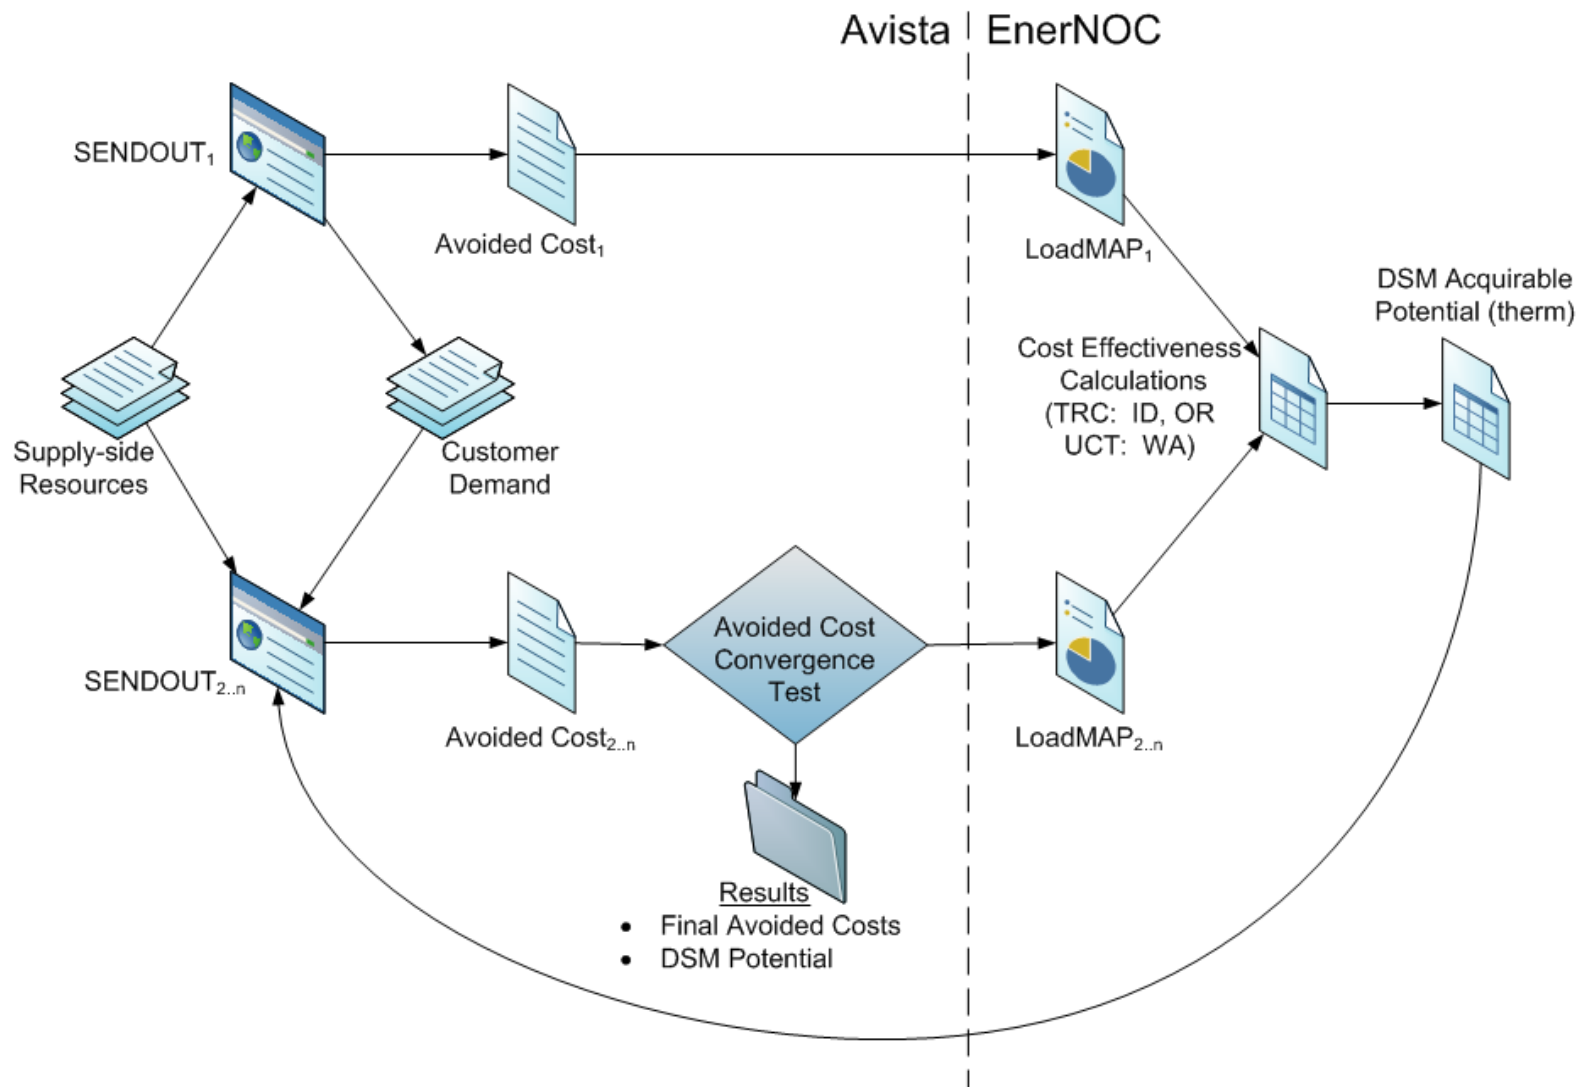 Avista
EnerNOC
SENDOUT₁
Avoided Cost₁
LoadMAP₁
DSM Acquirable
Potential (therm)
Cost Effectiveness
Calculations
(TRC: ID, OR
UCT: WA)
Supply-side
Resources
Customer
Demand
SENDOUT₂..ₙ
Avoided Cost₂..ₙ
Avoided Cost
Convergence
Test
LoadMAP₂..ₙ
Results
• Final Avoided Costs
• DSM Potential